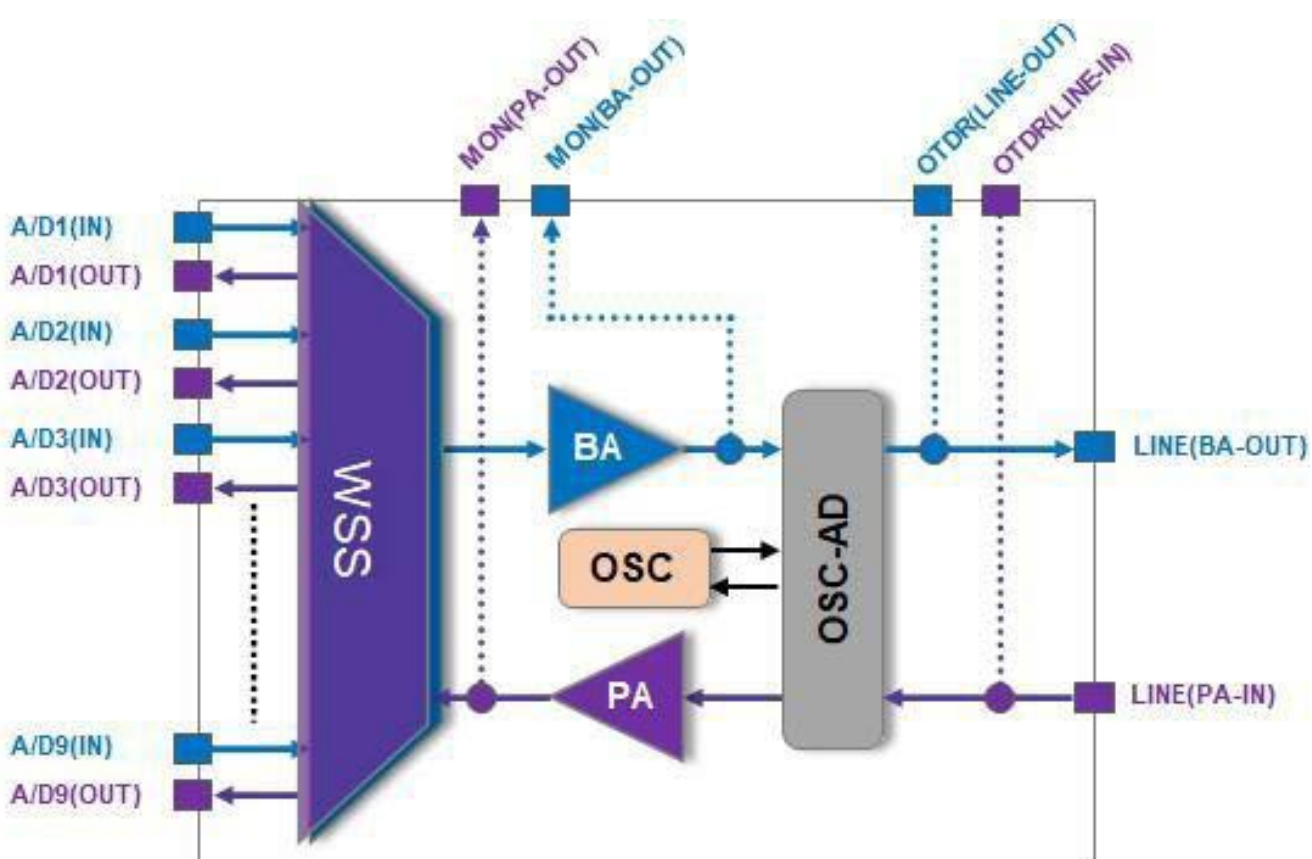 MON(PA-OUT)
MON(BA-OUT)
OTDR(LINE-OUT)
OTDR(LINE-IN)
A/D1(IN)
A/D1(OUT)
A/D2(IN)
A/D2(OUT)
A/D3(IN)
A/D3(OUT)
A/D9(IN)
A/D9(OUT)
WSS
BA
OSC
PA
OSC-AD
LINE(BA-OUT)
LINE(PA-IN)